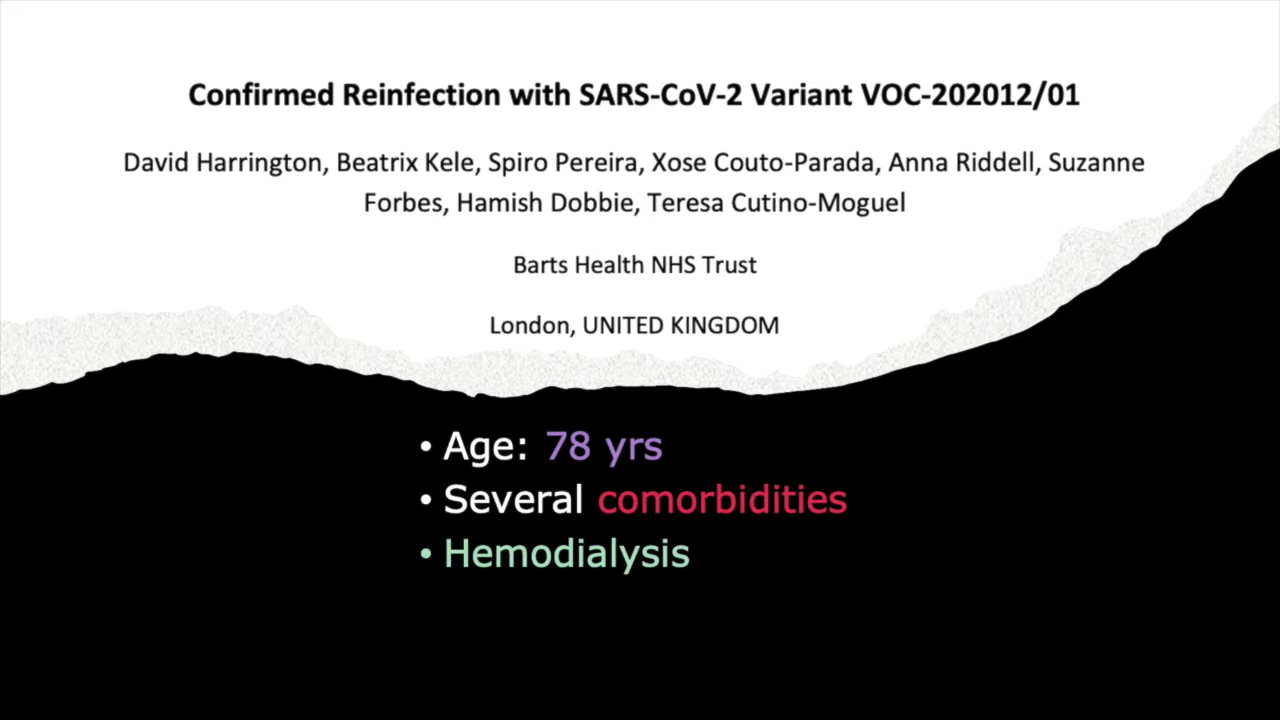 Confirmed Reinfection with SARS-CoV-2 Variant VOC-202012/01
David Harrington, Beatrix Kele, Spiro Pereira, Xose Couto-Parada, Anna Riddell, Suzanne
Forbes, Hamish Dobbie, Teresa Cutino-Moguel
Barts Health NHS Trust
London, UNITED KINGDOM
• Age: 78 yrs
• Several comorbidities
• Hemodialysis